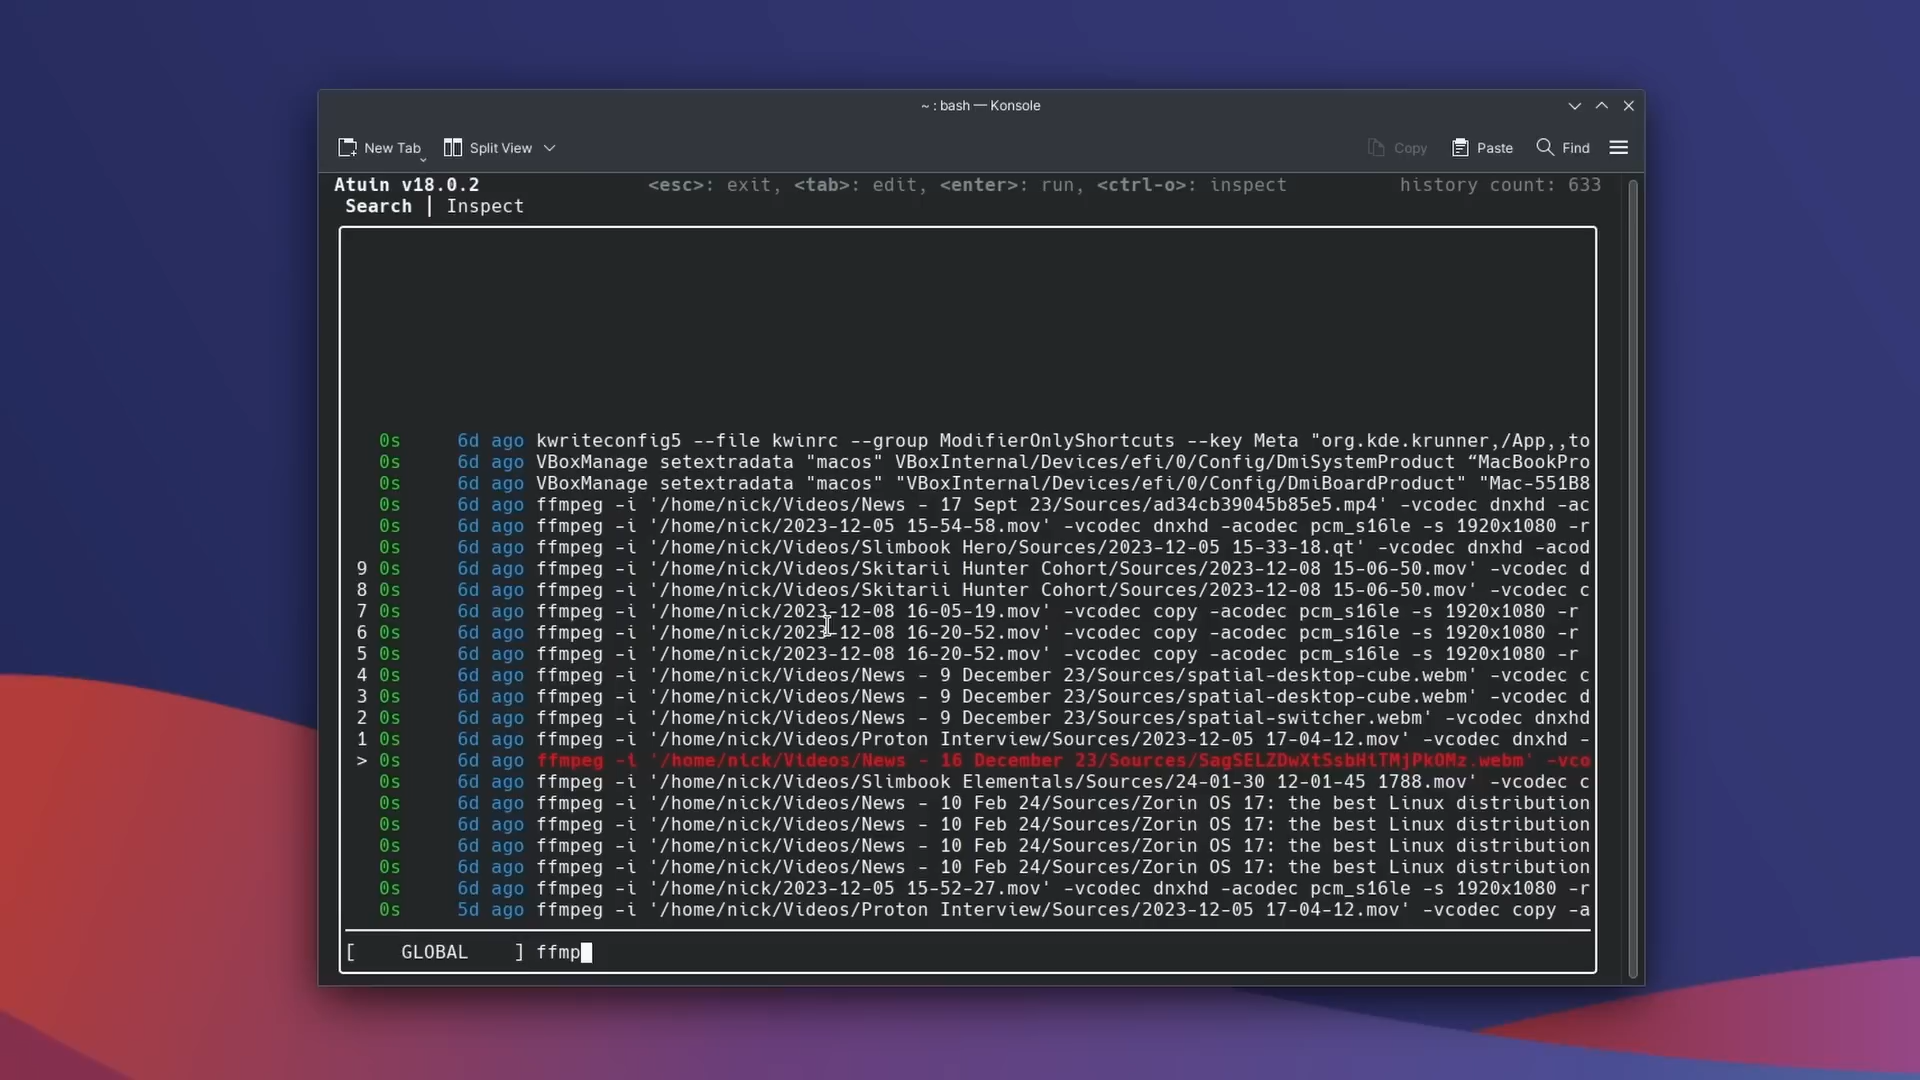 ~ : bash — Konsole
New Tab Split View Copy Paste Find
Atuin v18.0.2 <esc>: exit, <tab>: edit, <enter>: run, <ctrl-o>: inspect history count: 633
Search | Inspect
0s 6d ago kwriteconfig5 --file kwinrc --group ModifierOnlyShortcuts --key Meta "org.kde.krunner,/App,,to
0s 6d ago VBoxManage setextradata "macos" VBoxInternal/Devices/efi/0/Config/DmiSystemProduct “MacBookPro
0s 6d ago VBoxManage setextradata "macos" "VBoxInternal/Devices/efi/0/Config/DmiBoardProduct" "Mac-551B8
0s 6d ago ffmpeg -i '/home/nick/Videos/News - 17 Sept 23/Sources/ad34cb39045b85e5.mp4' -vcodec dnxhd -ac
0s 6d ago ffmpeg -i '/home/nick/2023-12-05 15-54-58.mov' -vcodec dnxhd -acodec pcm_s16le -s 1920x1080 -r
0s 6d ago ffmpeg -i '/home/nick/Videos/Slimbook Hero/Sources/2023-12-05 15-33-18.qt' -vcodec dnxhd -acod
9 0s 6d ago ffmpeg -i '/home/nick/Videos/Skitarii Hunter Cohort/Sources/2023-12-08 15-06-50.mov' -vcodec d
8 0s 6d ago ffmpeg -i '/home/nick/Videos/Skitarii Hunter Cohort/Sources/2023-12-08 15-06-50.mov' -vcodec c
7 0s 6d ago ffmpeg -i '/home/nick/2023-12-08 16-05-19.mov' -vcodec copy -acodec pcm_s16le -s 1920x1080 -r
6 0s 6d ago ffmpeg -i '/home/nick/2023-12-08 16-20-52.mov' -vcodec copy -acodec pcm_s16le -s 1920x1080 -r
5 0s 6d ago ffmpeg -i '/home/nick/2023-12-08 16-20-52.mov' -vcodec copy -acodec pcm_s16le -s 1920x1080 -r
4 0s 6d ago ffmpeg -i '/home/nick/Videos/News - 9 December 23/Sources/spatial-desktop-cube.webm' -vcodec c
3 0s 6d ago ffmpeg -i '/home/nick/Videos/News - 9 December 23/Sources/spatial-desktop-cube.webm' -vcodec d
2 0s 6d ago ffmpeg -i '/home/nick/Videos/News - 9 December 23/Sources/spatial-switcher.webm' -vcodec dnxhd
1 0s 6d ago ffmpeg -i '/home/nick/Videos/Proton Interview/Sources/2023-12-05 17-04-12.mov' -vcodec dnxhd -
> 0s 6d ago ffmpeg -i '/home/nick/Videos/News - 16 December 23/Sources/ -vco
0s 6d ago ffmpeg -i '/home/nick/Videos/Slimbook Elementals/Sources/24-01-30 12-01-45 1788.mov' -vcodec c
0s 6d ago ffmpeg -i '/home/nick/Videos/News - 10 Feb 24/Sources/Zorin OS 17: the best Linux distribution
0s 6d ago ffmpeg -i '/home/nick/Videos/News - 10 Feb 24/Sources/Zorin OS 17: the best Linux distribution
0s 6d ago ffmpeg -i '/home/nick/Videos/News - 10 Feb 24/Sources/Zorin OS 17: the best Linux distribution
0s 6d ago ffmpeg -i '/home/nick/Videos/News - 10 Feb 24/Sources/Zorin OS 17: the best Linux distribution
0s 6d ago ffmpeg -i '/home/nick/2023-12-05 15-52-27.mov' -vcodec dnxhd -acodec pcm_s16le -s 1920x1080 -r
0s 5d ago ffmpeg -i '/home/nick/Videos/Proton Interview/Sources/2023-12-05 17-04-12.mov' -vcodec copy -a
[ GLOBAL ] ffmp